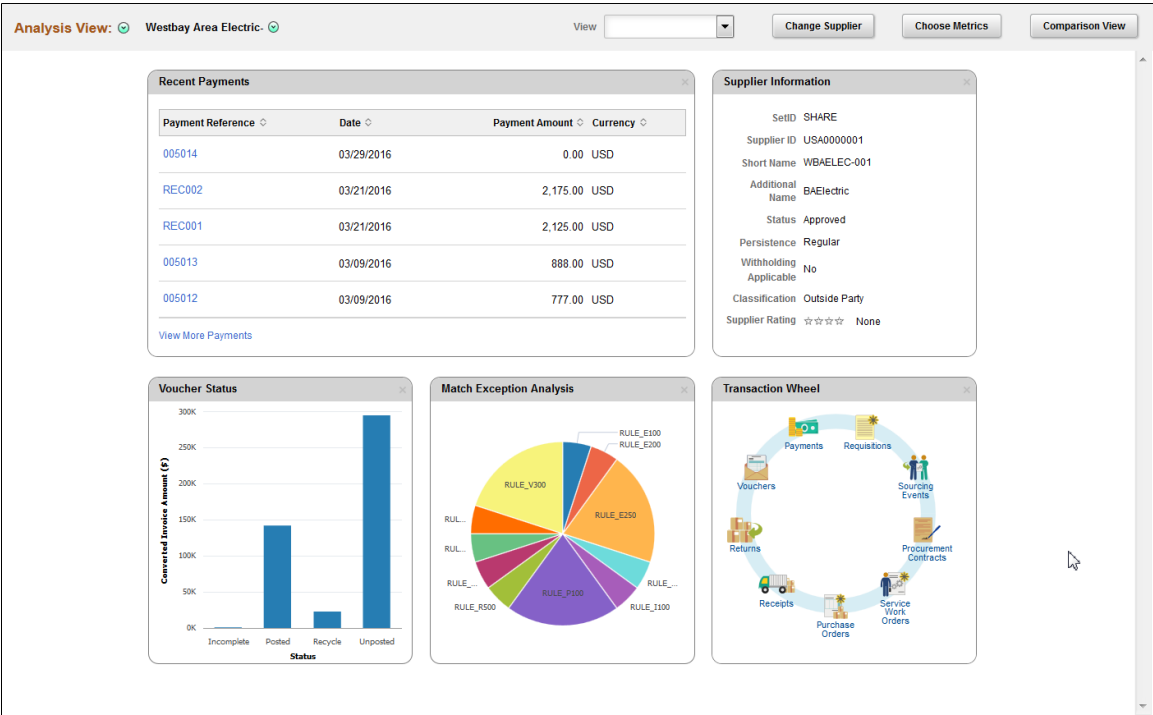 Analysis View: Westbay Area Electric- View Change Supplier Choose Metrics Comparison View
Recent Payments
Payment Reference Date Payment Amount Currency
005014 03/29/2016 0.00 USD
REC002 03/21/2016 2,175.00 USD
REC001 03/21/2016 2,125.00 USD
005013 03/09/2016 888.00 USD
005012 03/09/2016 777.00 USD
View More Payments
Supplier Information
SetID SHARE
Supplier ID USA0000001
Short Name WBAELEC-001
Additional Name BAElectric
Status Approved
Persistence Regular
Withholding Applicable No
Classification Outside Party
Supplier Rating None
Voucher Status
Converted Invoice Amount ($)
300K
250K
200K
150K
100K
50K
0K
Incomplete Posted Recycle Unposted
Status
Match Exception Analysis
RULE_E100
RULE_E200
RULE_V300
RULE_E250
RUL...
RUL...
RULE_...
RULE_...
RULE_P100
RULE_R500
RULE_I100
Transaction Wheel
Payments
Requisitions
Vouchers
Sourcing
Events
Returns
Procurement
Contracts
Receipts
Service
Work
Orders
Purchase
Orders